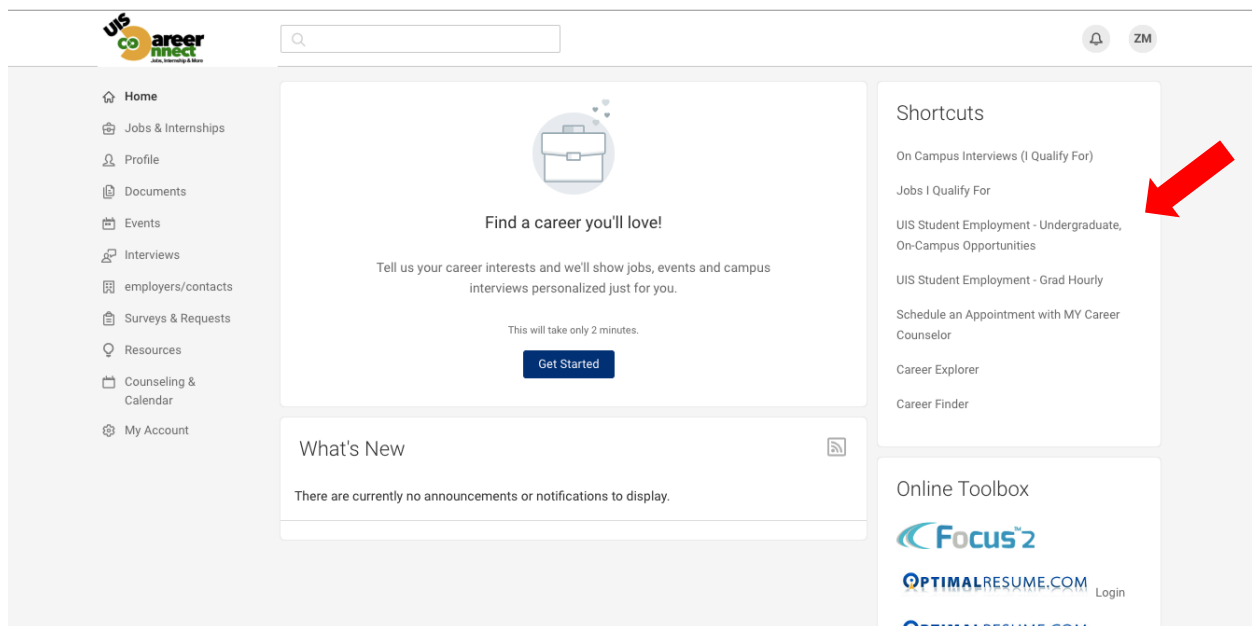 UIS
Career
Connect
Jobs, Internship & More
ZM
Home
Jobs & Internships
Profile
Documents
Events
Interviews
employers/contacts
Surveys & Requests
Resources
Counseling &
Calendar
My Account
Find a career you'll love!
Tell us your career interests and we'll show jobs, events and campus
interviews personalized just for you.
This will take only 2 minutes.
Get Started
What's New
There are currently no announcements or notifications to display.
Shortcuts
On Campus Interviews (I Qualify For)
Jobs I Qualify For
UIS Student Employment - Undergraduate,
On-Campus Opportunities
UIS Student Employment - Grad Hourly
Schedule an Appointment with MY Career
Counselor
Career Explorer
Career Finder
Online Toolbox
Focus™2
OPTIMALRESUME.COM Login
OPTIMALRESUME.COM